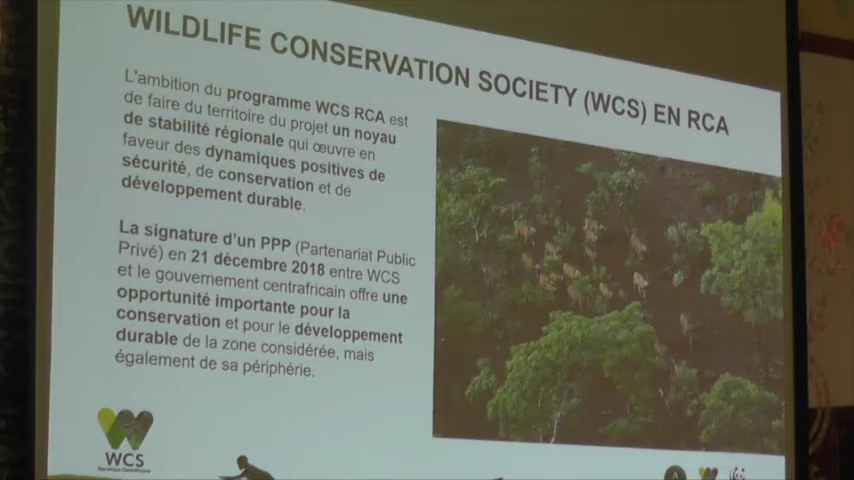 WILDLIFE CONSERVATION SOCIETY (WCS) EN RCA
L'ambition du programme WCS RCA est
de faire du territoire du projet un noyau
de stabilité régionale qui œuvre en
faveur des dynamiques positives de
sécurité, de conservation et de
développement durable.
La signature d'un PPP (Partenariat Public
Privé) en 21 décembre 2018 entre WCS
et le gouvernement centrafricain offre une
opportunité importante pour la
conservation et pour le développement
durable de la zone considérée, mais
également de sa périphérie.
WCS
République Centrafricaine